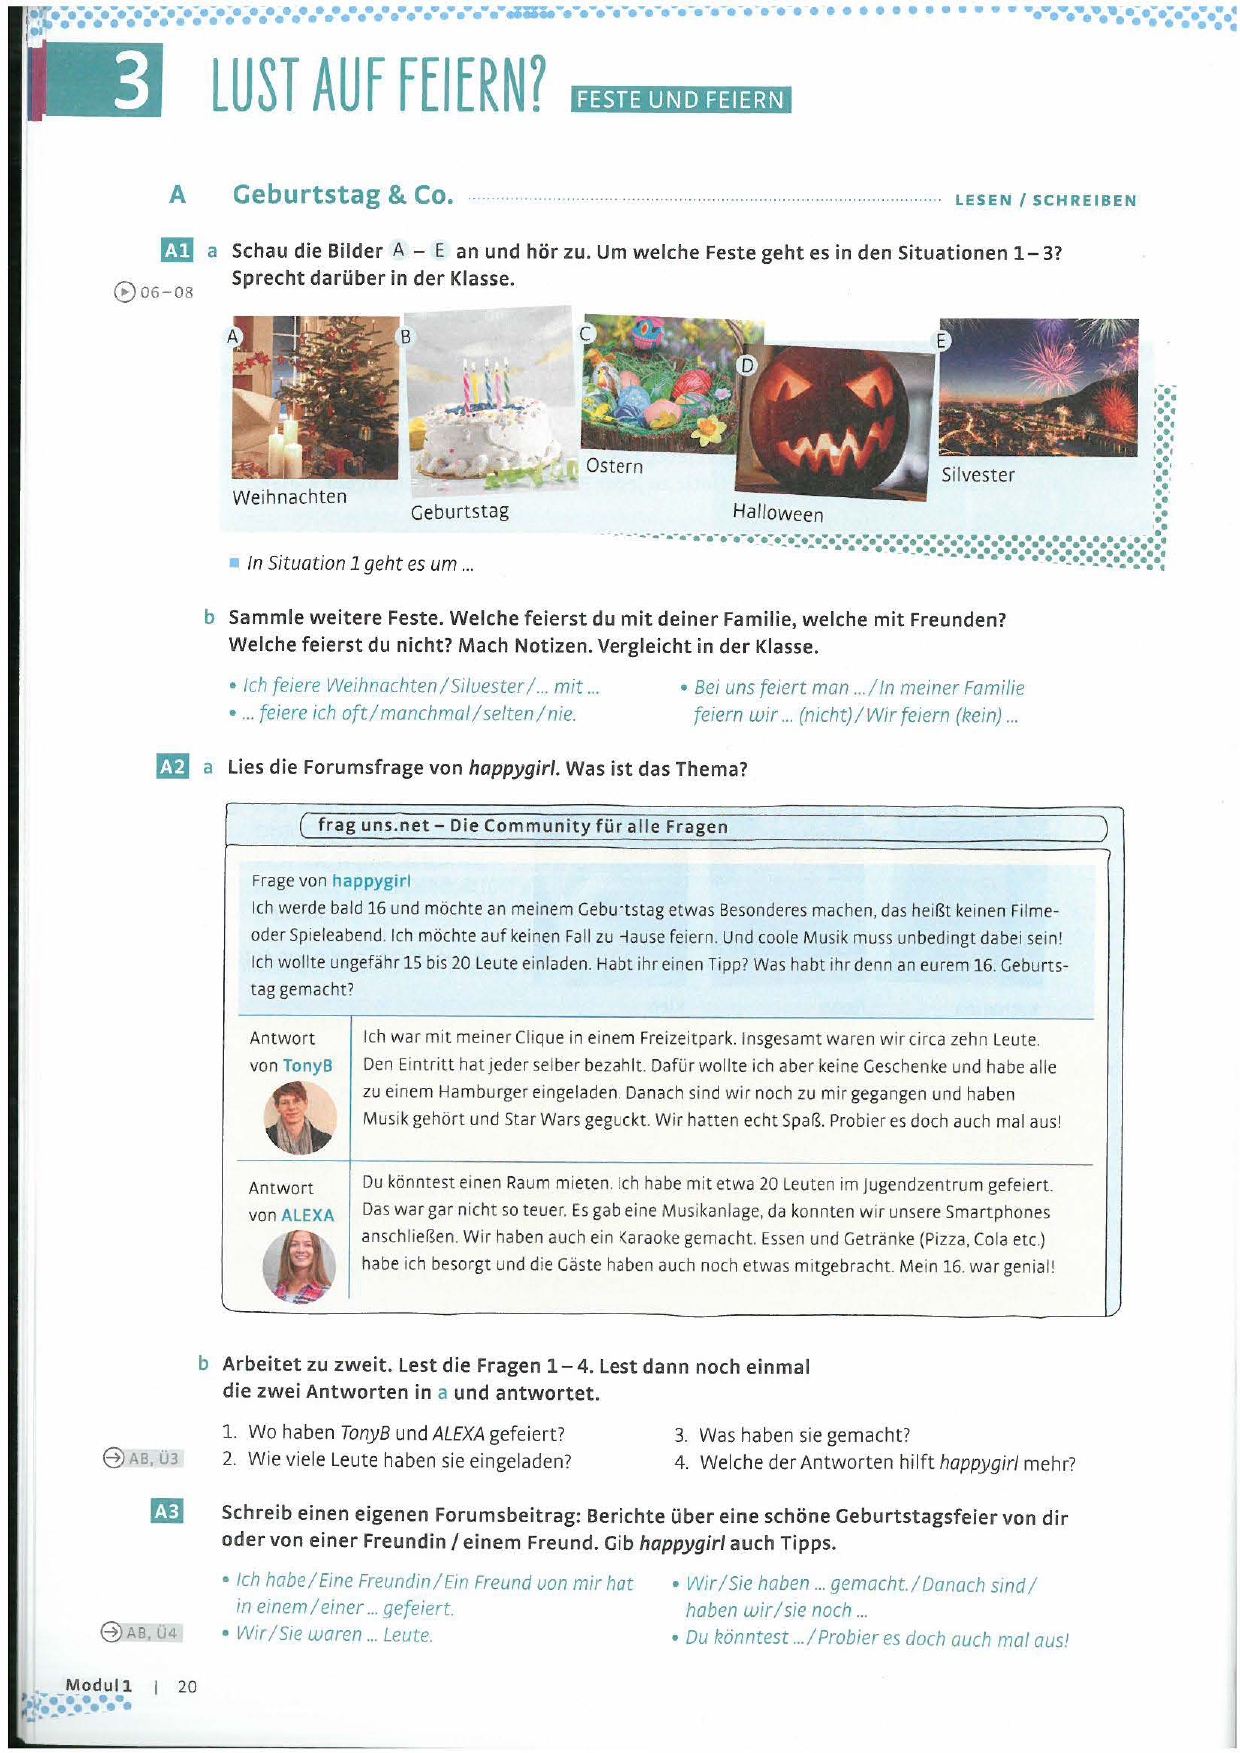 3
LUST AUF FEIERN?
FESTE UND FEIERN
A Geburtstag & Co. LESEN / SCHREIBEN
A1 a Schau die Bilder A – E an und hör zu. Um welche Feste geht es in den Situationen 1 – 3?
Sprecht darüber in der Klasse.
06–08
A
B
C
D
E
Weihnachten
Geburtstag
Ostern
Halloween
Silvester
In Situation 1 geht es um ...
b Sammle weitere Feste. Welche feierst du mit deiner Familie, welche mit Freunden?
Welche feierst du nicht? Mach Notizen. Vergleicht in der Klasse.
• Ich feiere Weihnachten/Silvester/... mit ...
• ... feiere ich oft/manchmal/selten/nie.
• Bei uns feiert man .../In meiner Familie
feiern wir ... (nicht)/Wir feiern (kein) ...
A2 a Lies die Forumsfrage von happygirl. Was ist das Thema?
frag uns.net – Die Community für alle Fragen
Frage von happygirl
Ich werde bald 16 und möchte an meinem Geburtstag etwas Besonderes machen, das heißt keinen Filme-
oder Spieleabend. Ich möchte auf keinen Fall zu Hause feiern. Und coole Musik muss unbedingt dabei sein!
Ich wollte ungefähr 15 bis 20 Leute einladen. Habt ihr einen Tipp? Was habt ihr denn an eurem 16. Geburts-
tag gemacht?
Antwort
von TonyB
Ich war mit meiner Clique in einem Freizeitpark. Insgesamt waren wir circa zehn Leute.
Den Eintritt hat jeder selber bezahlt. Dafür wollte ich aber keine Geschenke und habe alle
zu einem Hamburger eingeladen. Danach sind wir noch zu mir gegangen und haben
Musik gehört und Star Wars geguckt. Wir hatten echt Spaß. Probier es doch auch mal aus!
Antwort
von ALEXA
Du könntest einen Raum mieten. Ich habe mit etwa 20 Leuten im Jugendzentrum gefeiert.
Das war gar nicht so teuer. Es gab eine Musikanlage, da konnten wir unsere Smartphones
anschließen. Wir haben auch ein Karaoke gemacht. Essen und Getränke (Pizza, Cola etc.)
habe ich besorgt und die Gäste haben auch noch etwas mitgebracht. Mein 16. war genial!
b Arbeitet zu zweit. Lest die Fragen 1 – 4. Lest dann noch einmal
die zwei Antworten in a und antwortet.
1. Wo haben TonyB und ALEXA gefeiert?
2. Wie viele Leute haben sie eingeladen?
3. Was haben sie gemacht?
4. Welche der Antworten hilft happygirl mehr?
AB, Ü3
A3 Schreib einen eigenen Forumsbeitrag: Berichte über eine schöne Geburtstagsfeier von dir
oder von einer Freundin / einem Freund. Gib happygirl auch Tipps.
• Ich habe/Eine Freundin/Ein Freund von mir hat
in einem/einer ... gefeiert.
• Wir/Sie waren ... Leute.
• Wir/Sie haben ... gemacht./Danach sind/
haben wir/sie noch ...
• Du könntest .../Probier es doch auch mal aus!
AB, Ü4
Modul 1 | 20